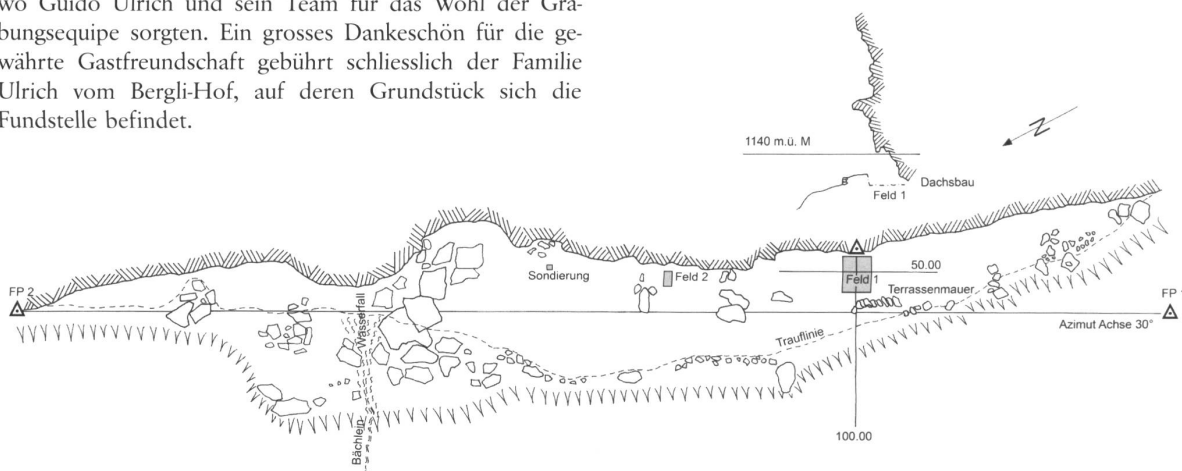 wo Guido Ulrich und sein Team für das Wohl der Gra-
bungsequipe sorgten. Ein grosses Dankeschön für die ge-
währte Gastfreundschaft gebührt schliesslich der Familie
Ulrich vom Bergli-Hof, auf deren Grundstück sich die
Fundstelle befindet.
1140 m.ü. M
N
Dachsbau
Feld 1
Sondierung
Feld 2
50.00
Feld 1
Terrassenmauer
FP 2
Wasserfall
FP
Azimut Achse 30°
Trauflinie
Bächlein
100.00